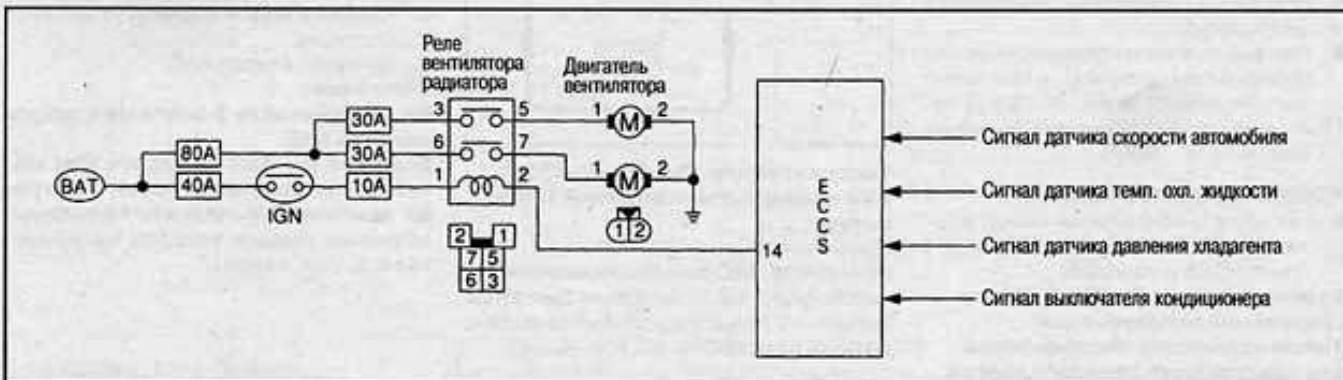 Реле
вентилятора
радиатора
Двигатель
вентилятора
3 5 1 2
30A
M
80A
30A
6 7
BAT
40A
IGN
10A
1 2
1 2
M
1 2
2 1
7 5
6 3
14
E
C
C
S
Сигнал датчика скорости автомобиля
Сигнал датчика темп. охл. жидкости
Сигнал датчика давления хладагента
Сигнал выключателя кондиционера